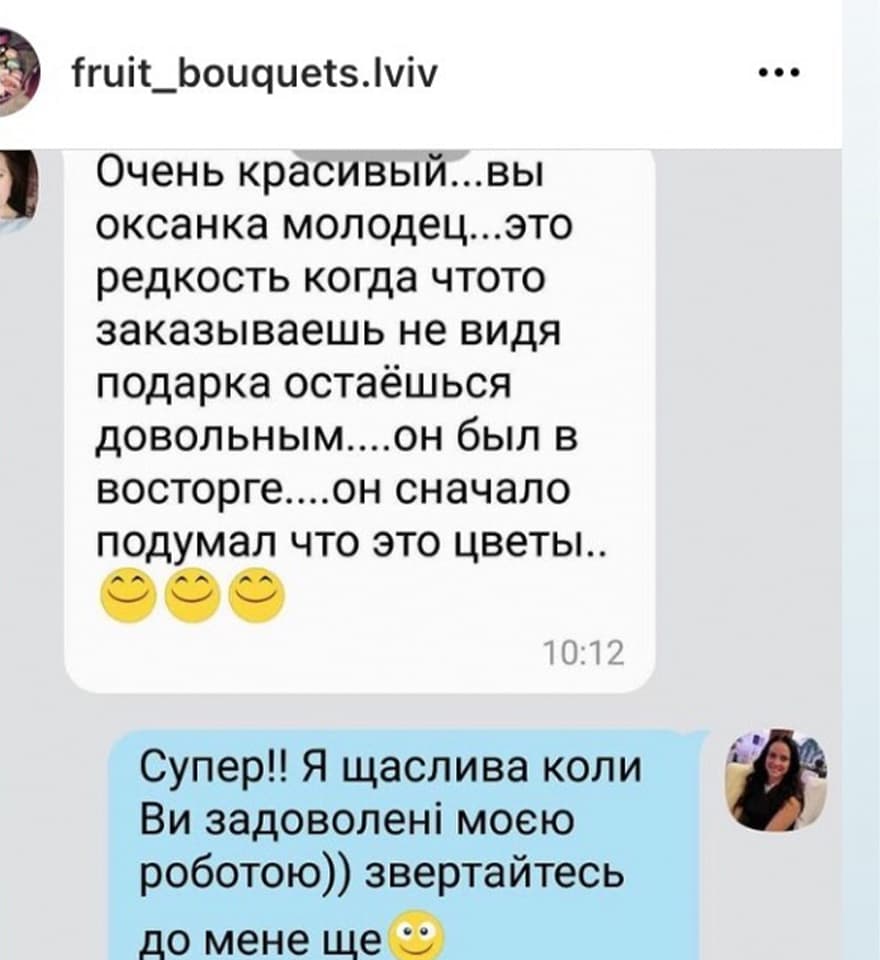 fruit_bouquets.lviv
Очень красивый...вы
оксанка молодец...это
редкость когда чтото
заказываешь не видя
подарка остаёшься
довольным....он был в
восторге....он сначало
подумал что это цветы..
😊😊😊
10:12
Супер!! Я щаслива коли
Ви задоволені моєю
роботою)) звертайтесь
до мене ще🙄